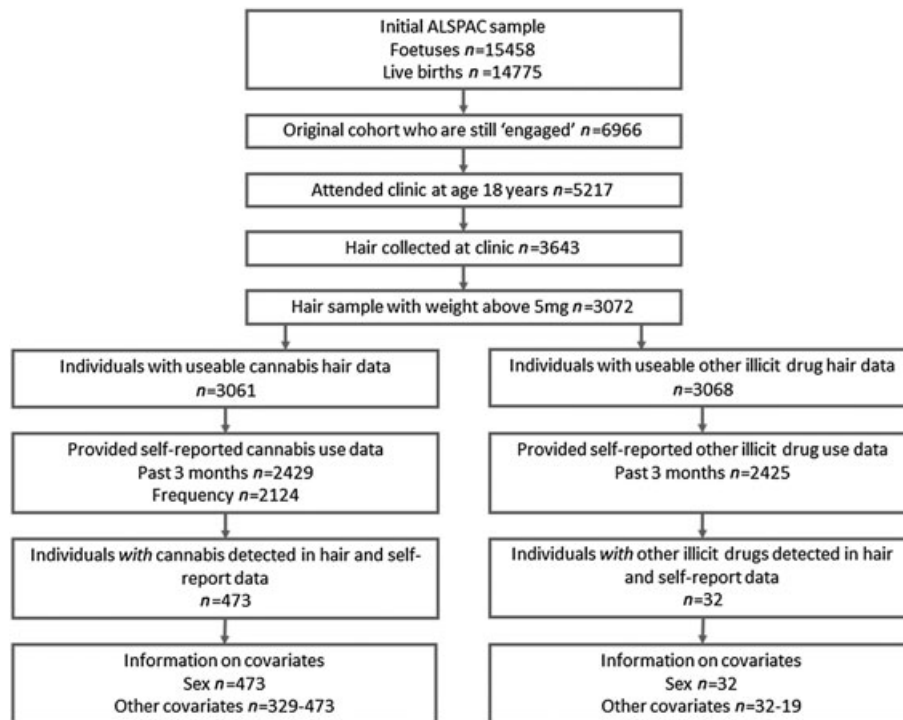 Initial ALSPAC sample
Foetuses n=15458
Live births n =14775
Original cohort who are still ‘engaged’ n=6966
Attended clinic at age 18 years n=5217
Hair collected at clinic n=3643
Hair sample with weight above 5mg n=3072
Individuals with useable cannabis hair data
n=3061
Provided self-reported cannabis use data
Past 3 months n=2429
Frequency n=2124
Individuals with cannabis detected in hair and self-
report data
n=473
Information on covariates
Sex n=473
Other covariates n=329-473
Individuals with useable other illicit drug hair data
n=3068
Provided self-reported other illicit drug use data
Past 3 months n=2425
Individuals with other illicit drugs detected in hair
and self-report data
n=32
Information on covariates
Sex n=32
Other covariates n=32-19